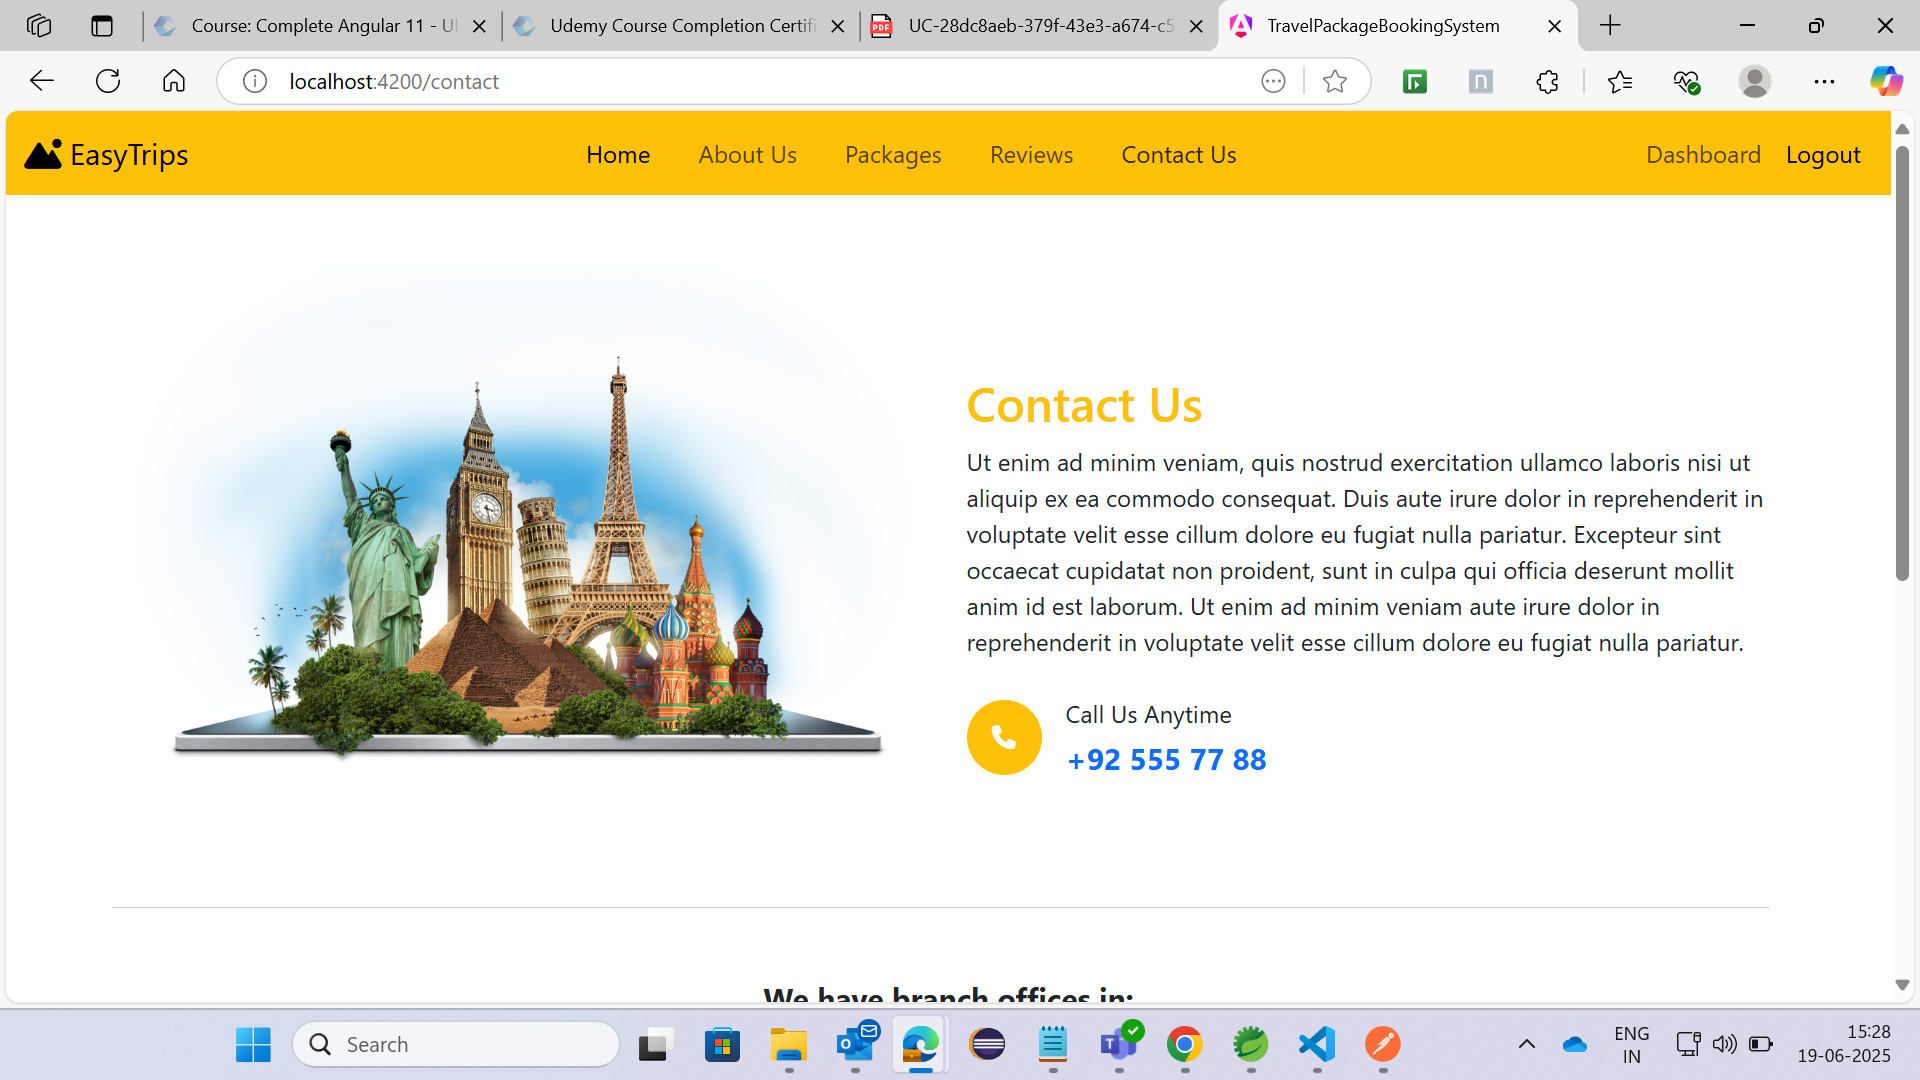 Course: Complete Angular 11 - Ul
Udemy Course Completion Certifi
PDF
UC-28dc8aeb-379f-43e3-a674-c5
TravelPackageBookingSystem
localhost:4200/contact
n
EasyTrips
Home
About Us
Packages
Reviews
Contact Us
Dashboard
Logout
Contact Us
Ut enim ad minim veniam, quis nostrud exercitation ullamco laboris nisi ut
aliquip ex ea commodo consequat. Duis aute irure dolor in reprehenderit in
voluptate velit esse cillum dolore eu fugiat nulla pariatur. Excepteur sint
occaecat cupidatat non proident, sunt in culpa qui officia deserunt mollit
anim id est laborum. Ut enim ad minim veniam aute irure dolor in
reprehenderit in voluptate velit esse cillum dolore eu fugiat nulla pariatur.
Call Us Anytime
+92 555 77 88
We have branch offices in:
Search
ENG
IN
15:28
19-06-2025